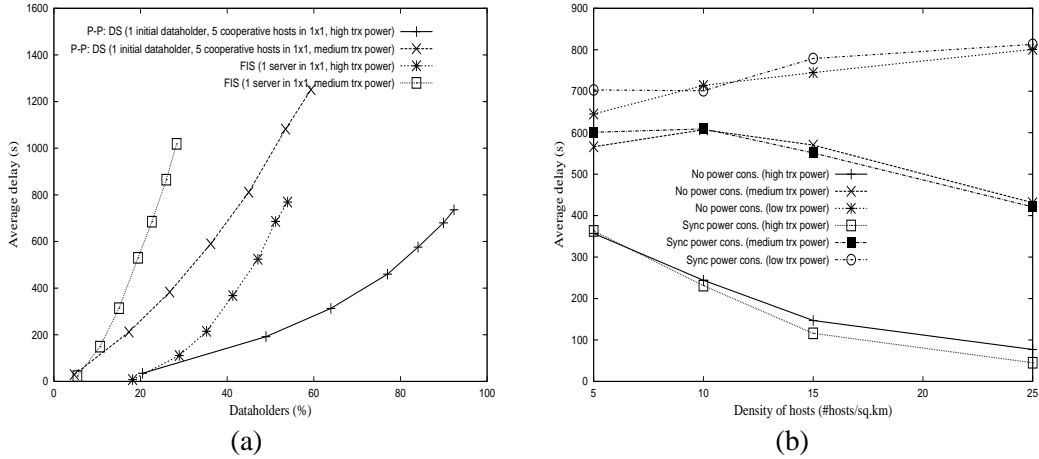 1600
1400
1200
1000
800
600
400
200
0
0 20 40 60 80 100
Average delay (s)
Dataholders (%)
P-P: DS (1 initial dataholder, 5 cooperative hosts in 1x1, high trx power)
P-P: DS (1 initial dataholder, 5 cooperative hosts in 1x1, medium trx power)
FIS (1 server in 1x1, high trx power)
FIS (1 server in 1x1, medium trx power)
(a)
900
800
700
600
500
400
300
200
100
0
5 10 15 20 25
Average delay (s)
Density of hosts (#hosts/sq.km)
No power cons. (high trx power)
No power cons. (medium trx power)
No power cons. (low trx power)
Sync power cons. (high trx power)
Sync power cons. (medium trx power)
Sync power cons. (low trx power)
(b)